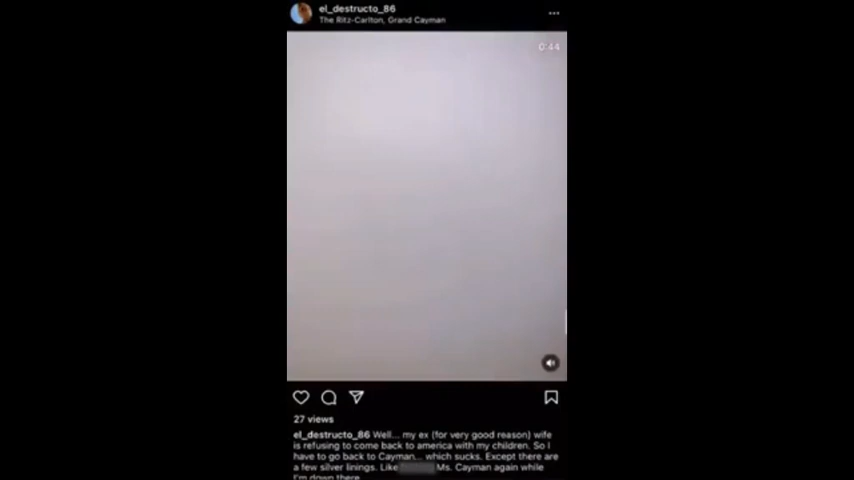 el_destructo_86
The Ritz-Carlton, Grand Cayman
0:44
27 views
el_destructo_86 Well... my ex (for very good reason) wife
is refusing to come back to america with my children. So I
have to go back to Cayman... which sucks. Except there are
a few silver linings. Like Ms. Cayman again while
I'm down there